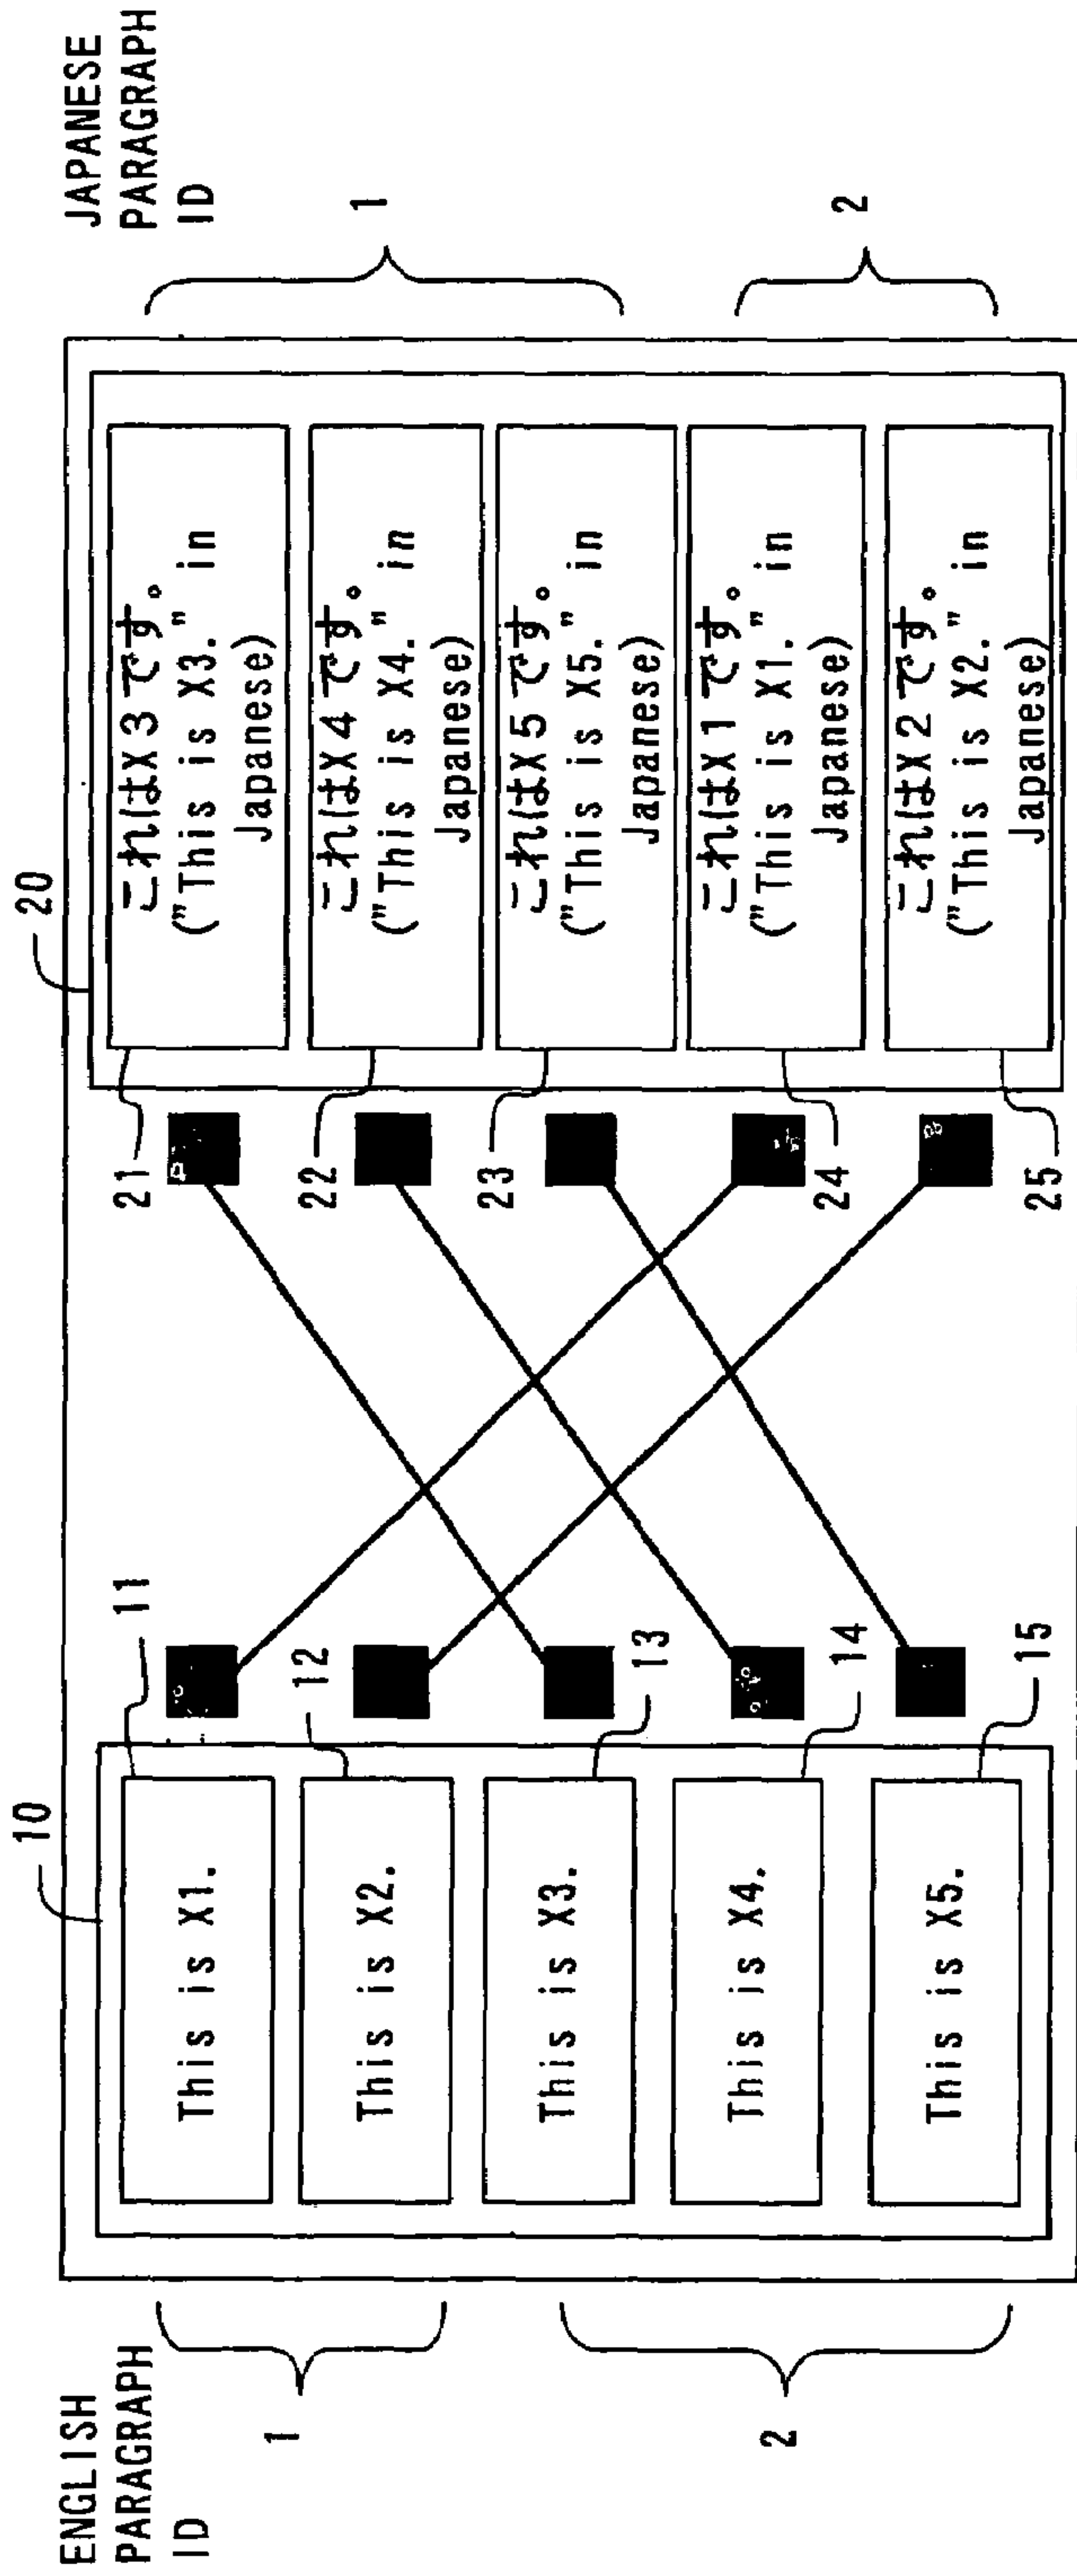 ENGLISH
PARAGRAPH
ID
1
2
10
This is X1.
This is X2.
This is X3.
This is X4.
This is X5.
11
12
13
14
15
20
21
22
23
24
25
これはX3です。
("This is X3." in
Japanese)
これはX4です。
("This is X4." in
Japanese)
これはX5です。
("This is X5." in
Japanese)
これはX1です。
("This is X1." in
Japanese)
これはX2です。
("This is X2." in
Japanese)
JAPANESE
PARAGRAPH
ID
1
2